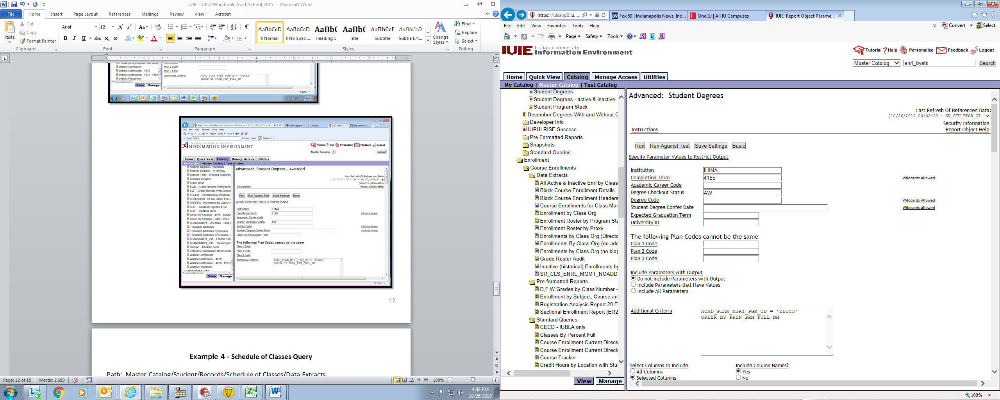 IUIE - IUPUI Workbook_Grad_School_2015 - Microsoft Word
File Home Insert Page Layout References Mailings Review View Acrobat
Cut
Copy
Format Painter
Paste
Arial 12
AaBbCcD AaBbCcD AaBb( AaBb( AaBbCcI AaBbCcD
¶ Normal ¶ No Spaci... Heading 1 Title Subtitle Subtle Em...
Change Styles
Find
Replace
Select
Clipboard Font Paragraph Styles Editing
1 2 3 4 5 6 7 8
Waitlist Completed
Waitlist Notification - 4078
Waitlist Notification - 4078 - Previ
Waitlist Placement
View Manage
Plan 2 Code
Plan 3 Code
Additional Criteria
ACAD_PLAN_MJR1_PGM_CD = 'SPEA5'
ORDER BY PRSN_PRM_FULL_NM
125%
File Edit View Favorites Tools Help
Page Safety Tools
Find: DEGREE Previous Next Options
INDIANA UNIVERSITY
INFORMATION ENVIRONMENT
Tutorial ? Help Personalize Feedback Logout
Master Catalog Search
Home Quick View Catalog Manage Access Utilities
My Catalog | Master Catalog | Test Catalog
Student Degrees - Awarded
Student Degrees - In Review
Student Term - Enrolled Students
Summer Initiative
Super Bowl
SWK - Grade Rosters With Enroll
SWT- Grade Rosters With Enrolln
TCEM1 - Enrollment by Program
TEAMIUPUI - All Cls, Meet, Inst, A
TERESA - Enrollment by Class O
TEST - Student Degrees 4132
TEST - Student Term
Time/Day Change - 4078 - previe
Time/Day Change E-Mail - 4078
TRANSCRIPT - Unofficial - Stud G
Transcript Statistics
Transcript Statistics by Reason
Transcript Statistics by Reason- C
TRANSCRIPT_VTL - Frozen IUIS
TRANSCRIPT_VTL - Transcript F
UCSW1 - Student Term
Veterans Registration Hold Cleara
Waitlist Completed
Waitlist Notification - 4078
Waitlist Notification - 4078 - Previ
Waitlist Placement
Scheduled Jobs
View Manage
Advanced: Student Degrees - Awarded
Last Refresh Of Referenced Data:
Security Information
Instructions Report Object Help
Run Run Against Test Save Settings Basic
Specify Parameter Values to Restrict Output
Institution IUINA
Completion Term 4135 Wildcards Allowed
Academic Career Code
Degree Checkout Status AW
Degree Code Wildcards Allowed
Student Degree Confer Date Wildcards Allowed
Expected Graduation Term
The following Plan Codes cannot be the same
Plan 1 Code
Plan 2 Code
Plan 3 Code
Additional Criteria
ACAD_PLAN_MJR1_PGM_CD = 'SPEA5'
ORDER BY PRSN_PRM_FULL_NM
125%
12
Example 4 - Schedule of Classes Query
Path: Master Catalog/Student/Records/Schedule of Classes/Data Extracts
Page: 12 of 15 Words: 2,688 100%
4:08 PM
10/26/2015
https://uisapp2.iu....
Fox 59 | Indianapolis News, Ind...
One.IU | All IU Campuses
IUIE: Report Object Parame...
File Edit View Favorites Tools Help
Convert Select
Page Safety Tools
IUIE Indiana University
Information Environment
Tutorial ? Help Personalize Feedback Logout
Master Catalog enrl_bystk Search
Home Quick View Catalog Manage Access Utilities
My Catalog | Master Catalog | Test Catalog
Student Degrees
Student Degrees - active & inactive
Student Program Stack
December Degrees With and Without C
Developer Info
IUPUI RISE Success
Pre Formatted Reports
Snapshots
Standard Queries
Enrollment
Course Enrollments
Data Extracts
All Active & Inactive Enrl by Class
Block Course Enrollment Details
Block Course Enrollment Headers
Course Enrollments for Class Mar
Enrollment by Class Org
Enrollment Roster by Program Sta
Enrollment Roster by Proxy
Enrollments by Class Org (Directo
Enrollments By Class Org (no add
Enrollments by Class Org (no bio)
Grade Roster Audit
Inactive (historical) Enrollments by
SR_CLS_ENRL_MGMT_NOADD
Pre-formatted Reports
D,F,W Grades by Class Number -
Enrollment by Subject, Course an
Registration Analysis Report 20 E
Sectional Enrollment Report (ER2
Standard Queries
CECD - IUBLA only
Classes By Percent Full
Course Enrollment Current Directo
Course Enrollment Current Directo
Course Tracker
Credit Hours by Location with Stu
View Manage
Advanced: Student Degrees
Last Refresh Of Referenced Data:
10/26/2015 03:03:30 - SR_STU_DEGR_GT
Security Information
Instructions Report Object Help
Run Run Against Test Save Settings Basic
Specify Parameter Values to Restrict Output
Institution IUINA
Completion Term 4155 Wildcards Allowed
Academic Career Code
Degree Checkout Status AW
Degree Code Wildcards Allowed
Student Degree Confer Date Wildcards Allowed
Expected Graduation Term
University ID
The following Plan Codes cannot be the same
Plan 1 Code
Plan 2 Code
Plan 3 Code
Include Parameters with Output
Do not Include Parameters with Output
Include Parameters that Have Values
Include All Parameters
Additional Criteria
ACAD_PLAN_MJR1_PGM_CD = 'EDUC5'
ORDER BY PRSN_PRM_FULL_NM
Select Columns to Include Include Column Names?
All Columns Yes
Selected Columns No
100%